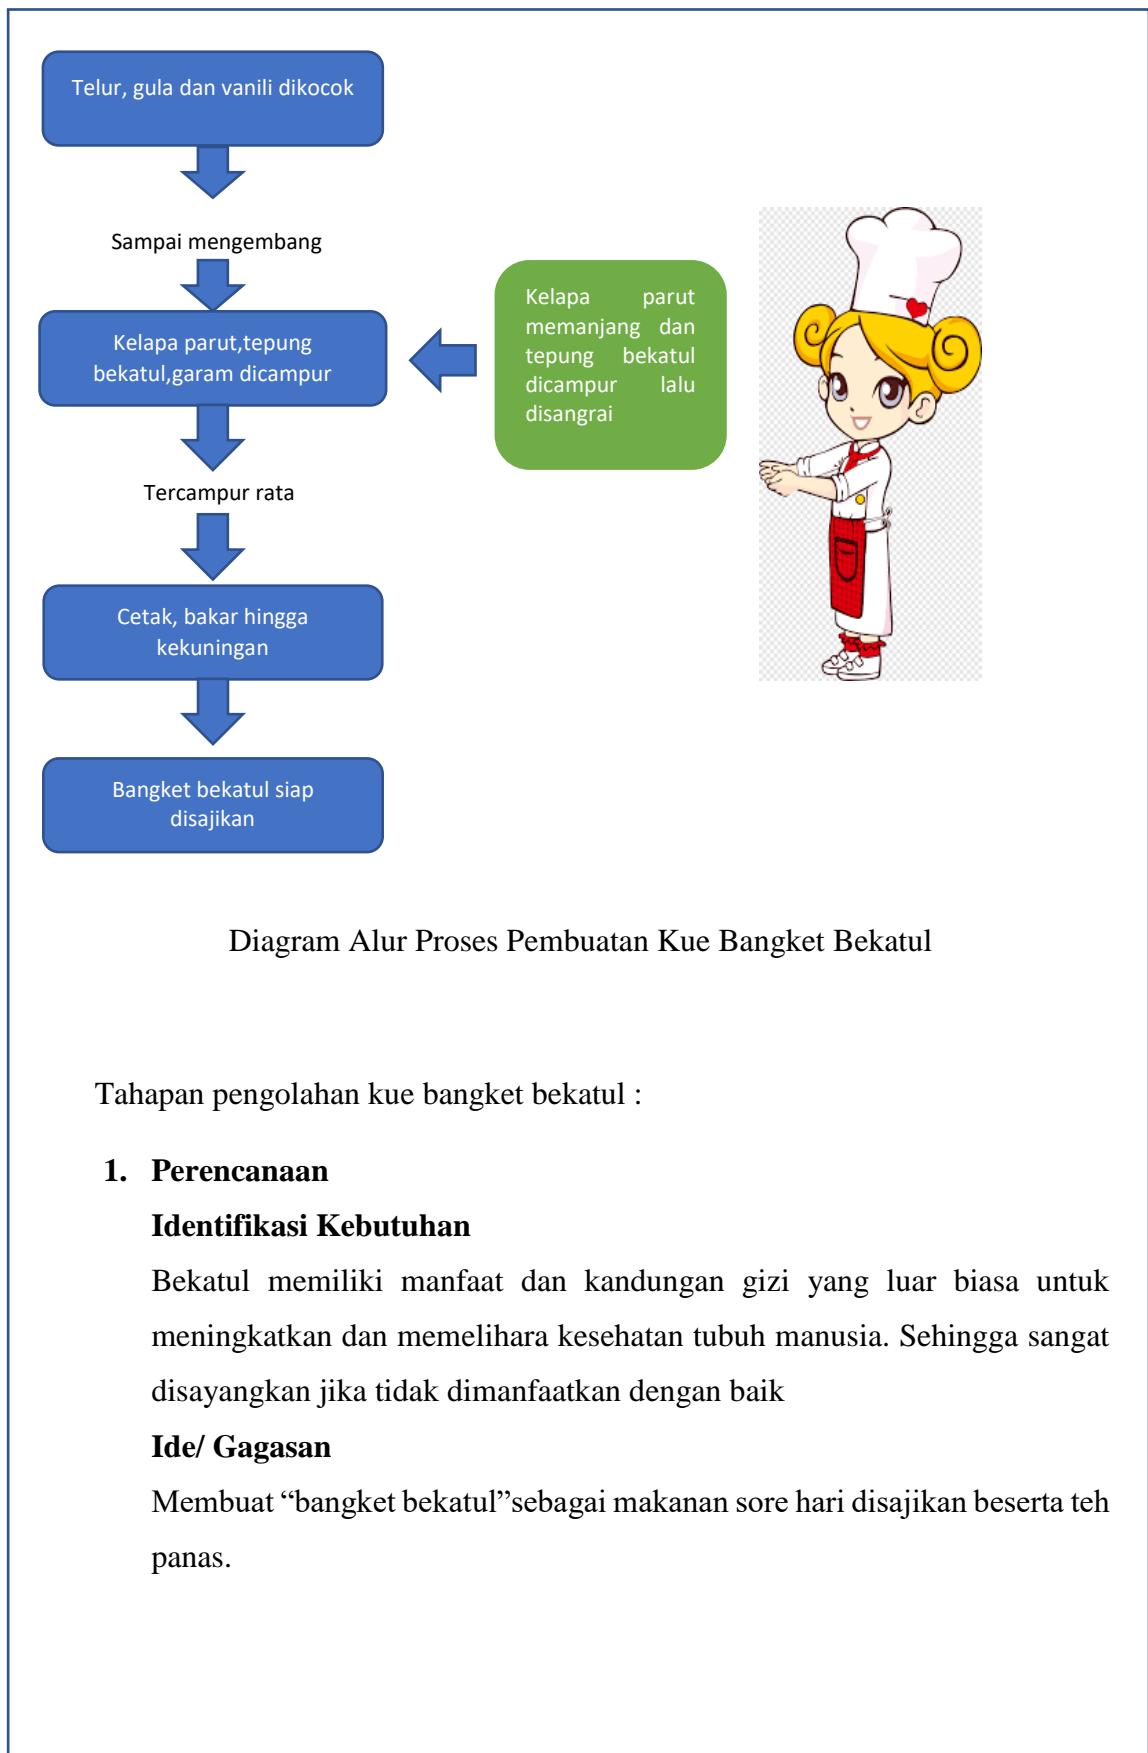 Telur, gula dan vanili dikocok
Sampai mengembang
Kelapa parut,tepung
bekatul,garam dicampur
Kelapa parut
memanjang dan
tepung bekatul
dicampur lalu
disangrai
Tercampur rata
Cetak, bakar hingga
kekuningan
Bangket bekatul siap
disajikan
Diagram Alur Proses Pembuatan Kue Bangket Bekatul
Tahapan pengolahan kue bangket bekatul :
1. Perencanaan
Identifikasi Kebutuhan
Bekatul memiliki manfaat dan kandungan gizi yang luar biasa untuk
meningkatkan dan memelihara kesehatan tubuh manusia. Sehingga sangat
disayangkan jika tidak dimanfaatkan dengan baik
Ide/ Gagasan
Membuat “bangket bekatul”sebagai makanan sore hari disajikan beserta teh
panas.